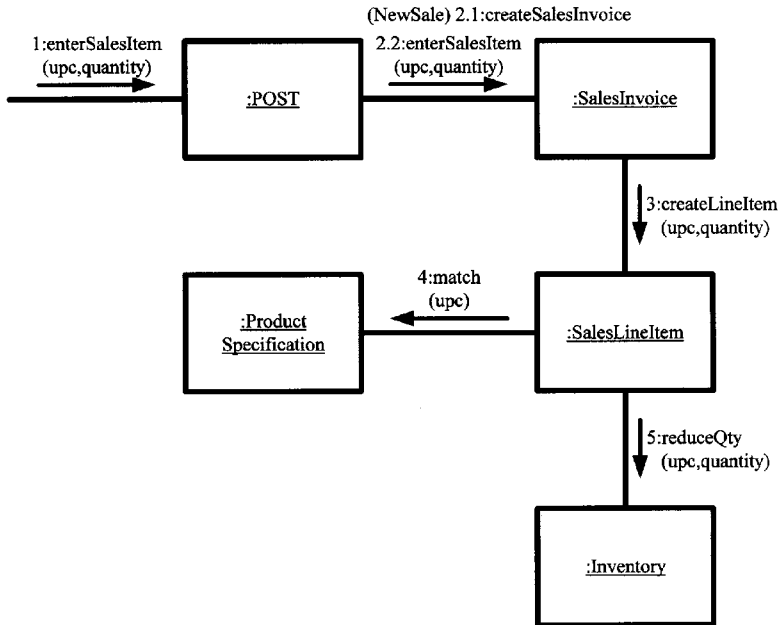 (NewSale) 2.1:createSalesInvoice
1:enterSalesItem
(upc,quantity)
2.2:enterSalesItem
(upc,quantity)
:POST
:SalesInvoice
3:createLineItem
(upc,quantity)
4:match
(upc)
:Product
Specification
:SalesLineItem
5:reduceQty
(upc,quantity)
:Inventory